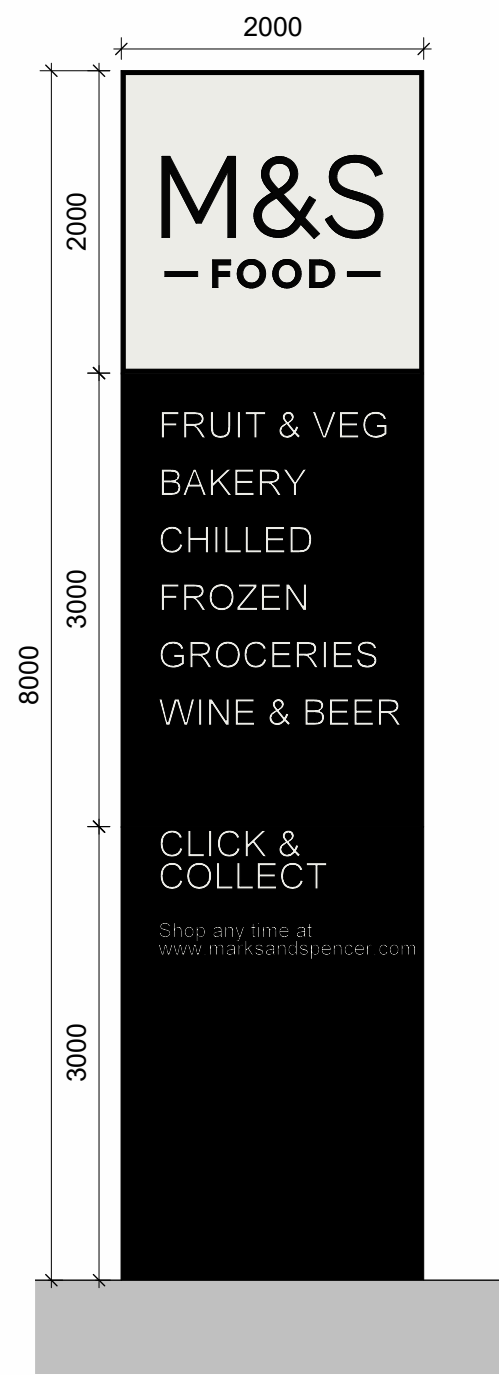 2000
2000
M&S
FOOD
FRUIT & VEG
BAKERY
CHILLED
FROZEN
GROCERIES
WINE & BEER
3000
8000
CLICK &
COLLECT
Shop any time at
www.marksandspencer.com
3000